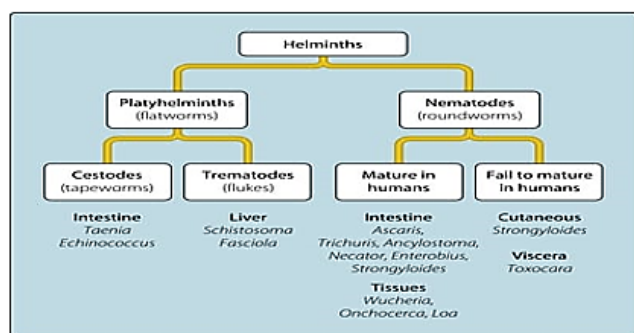 Helminths
Platyhelminths
(flatworms)
Nematodes
(roundworms)
Cestodes
(tapeworms)
Trematodes
(flukes)
Mature in
humans
Fail to mature
in humans
Intestine
Taenia
Echinococcus
Liver
Schistosoma
Fasciola
Intestine
Ascaris,
Trichuris, Ancylostoma,
Necator, Enterobius,
Strongyloides
Tissues
Wucheria,
Onchocerca, Loa
Cutaneous
Strongyloides
Viscera
Toxocara